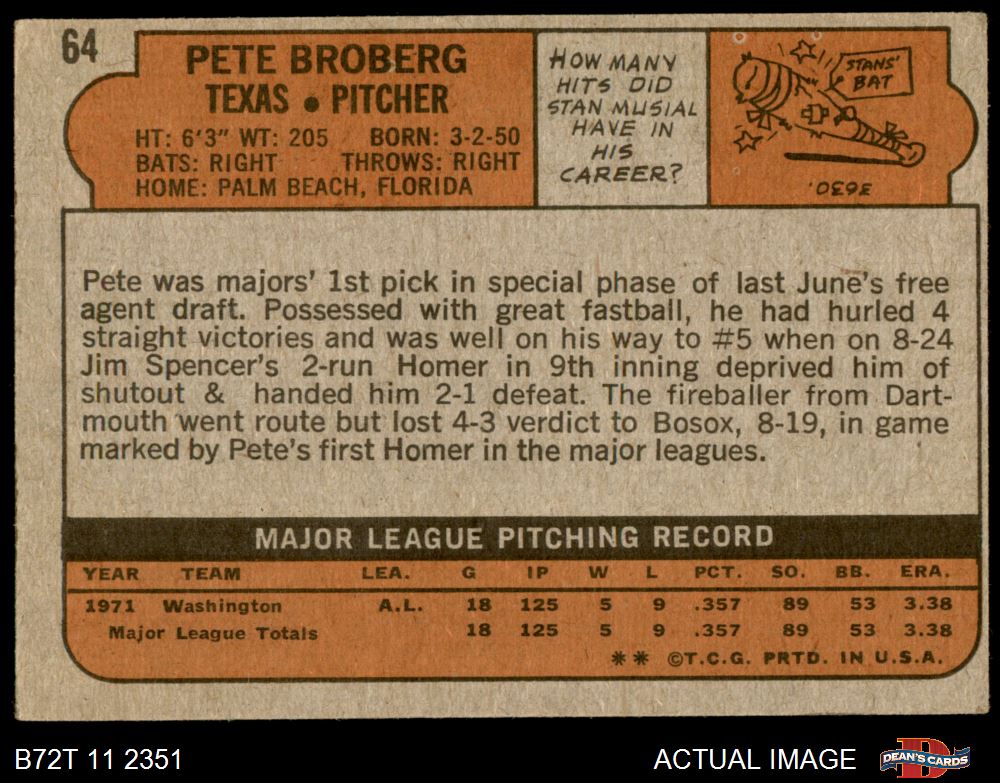 64
PETE BROBERG
TEXAS • PITCHER
HT: 6'3" WT: 205 BORN: 3-2-50
BATS: RIGHT THROWS: RIGHT
HOME: PALM BEACH, FLORIDA
HOW MANY
HITS DID
STAN MUSIAL
HAVE IN
HIS
CAREER?
STANS'
BAT
3630.
Pete was majors' 1st pick in special phase of last June's free
agent draft. Possessed with great fastball, he had hurled 4
straight victories and was well on his way to #5 when on 8-24
Jim Spencer's 2-run Homer in 9th inning deprived him of
shutout & handed him 2-1 defeat. The fireballer from Dart-
mouth went route but lost 4-3 verdict to Bosox, 8-19, in game
marked by Pete's first Homer in the major leagues.
MAJOR LEAGUE PITCHING RECORD
YEAR TEAM LEA. G IP W L PCT. SO. BB. ERA.
1971 Washington A.L. 18 125 5 9 .357 89 53 3.38
Major League Totals 18 125 5 9 .357 89 53 3.38
** ©T.C.G. PRTD. IN U.S.A.
B72T 11 2351 ACTUAL IMAGE DEAN'S CARDS